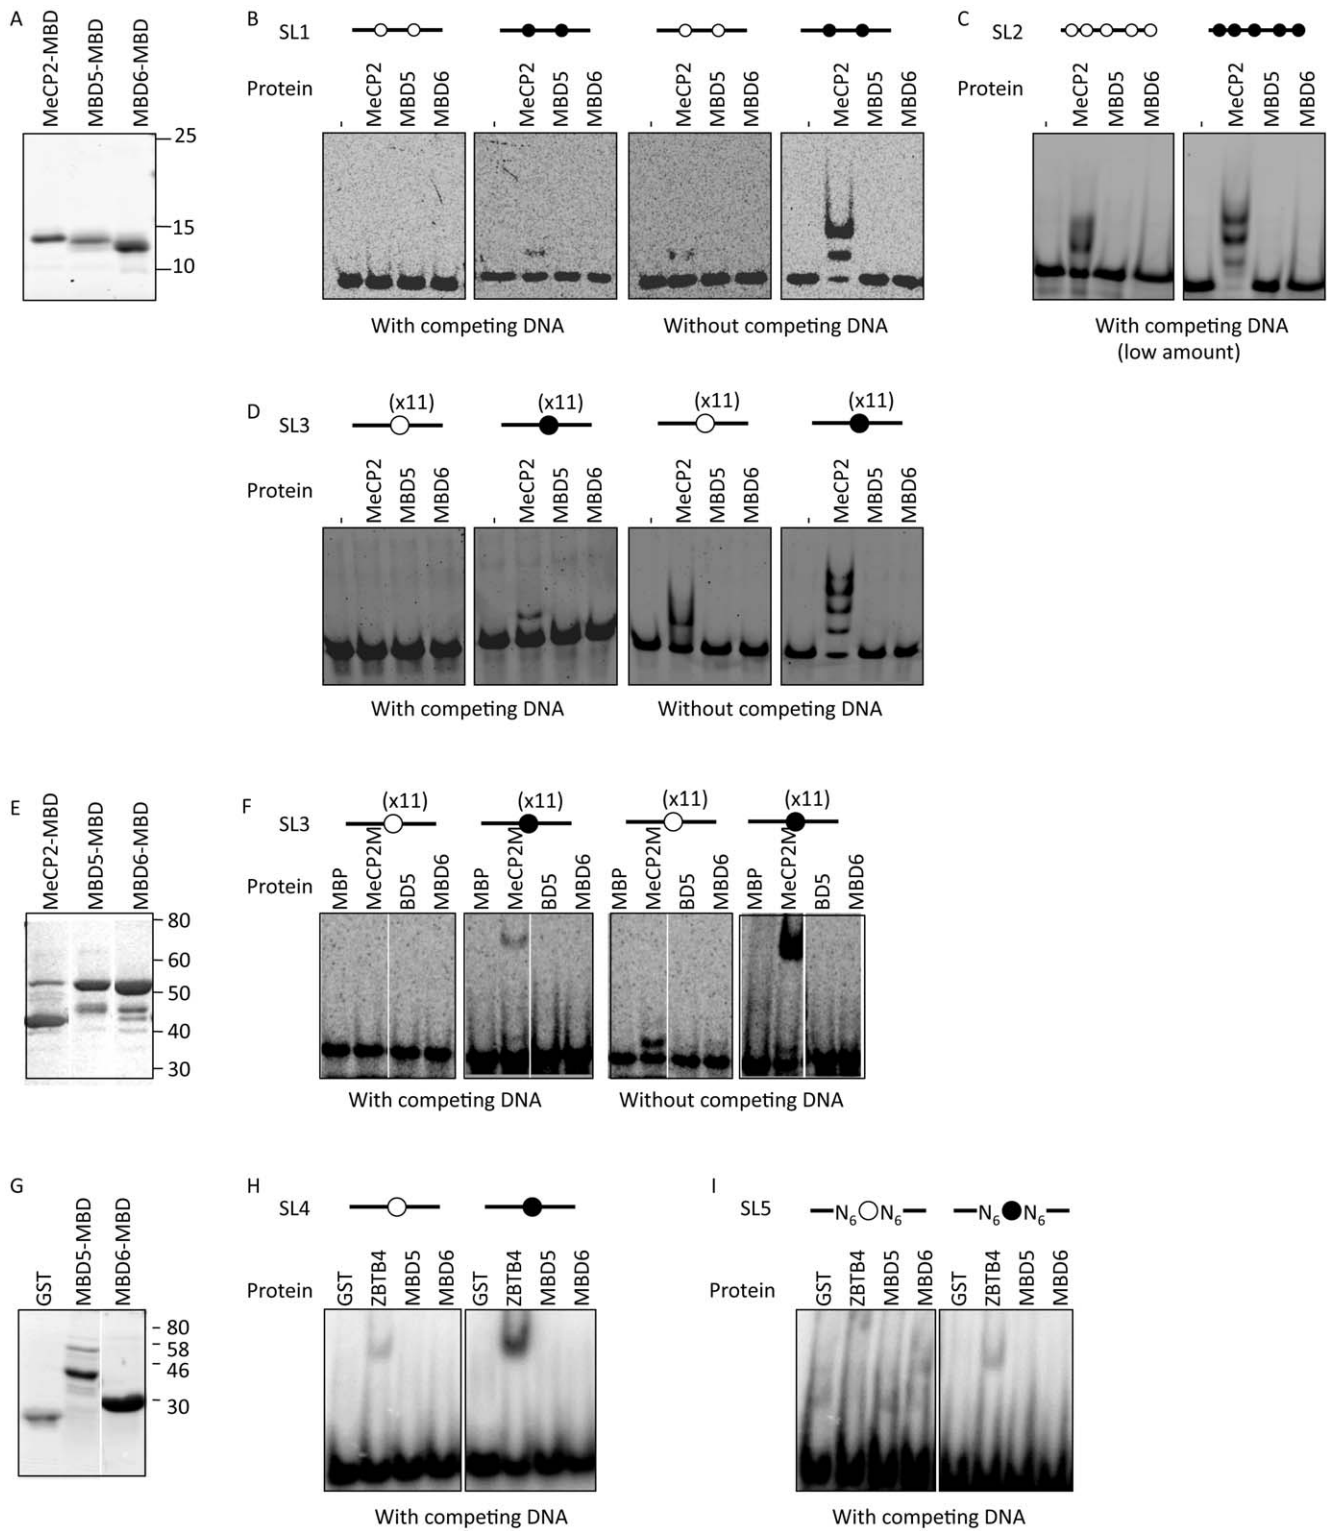 A
MeCP2-MBD
MBD5-MBD
MBD6-MBD
25
15
10
B
SL1
Protein
-
MeCP2
MBD5
MBD6
-
MeCP2
MBD5
MBD6
-
MeCP2
MBD5
MBD6
-
MeCP2
MBD5
MBD6
With competing DNA
Without competing DNA
C
SL2
Protein
-
MeCP2
MBD5
MBD6
-
MeCP2
MBD5
MBD6
With competing DNA
(low amount)
D
SL3
(x11)
(x11)
(x11)
(x11)
Protein
-
MeCP2
MBD5
MBD6
-
MeCP2
MBD5
MBD6
-
MeCP2
MBD5
MBD6
-
MeCP2
MBD5
MBD6
With competing DNA
Without competing DNA
E
MeCP2-MBD
MBD5-MBD
MBD6-MBD
80
60
50
40
30
F
SL3
(x11)
(x11)
(x11)
(x11)
Protein
MBP
MeCP2M
BD5
MBD6
MBP
MeCP2M
BD5
MBD6
MBP
MeCP2M
BD5
MBD6
MBP
MeCP2M
BD5
MBD6
With competing DNA
Without competing DNA
G
GST
MBD5-MBD
MBD6-MBD
80
58
46
30
H
SL4
Protein
GST
ZBTB4
MBD5
MBD6
GST
ZBTB4
MBD5
MBD6
With competing DNA
I
SL5
N6 N6
N6 N6
Protein
GST
ZBTB4
MBD5
MBD6
GST
ZBTB4
MBD5
MBD6
With competing DNA